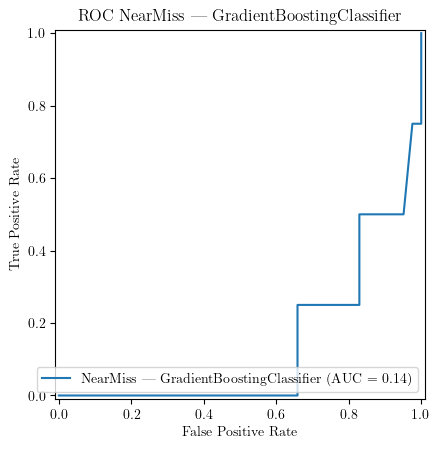 ROC NearMiss — GradientBoostingClassifier
1.0
0.8
0.6
0.4
0.2
0.0
True Positive Rate
NearMiss — GradientBoostingClassifier (AUC = 0.14)
0.0 0.2 0.4 0.6 0.8 1.0
False Positive Rate